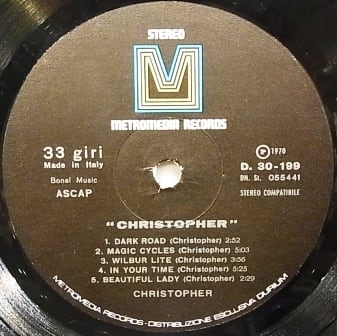 STEREO
M
METROMEDIA RECORDS
33 giri
Made in Italy
Bonal Music
ASCAP
Ⓟ 1970
D. 30-199
DN. St. 055441
STEREO COMPATIBILE
"CHRISTOPHER"
1. DARK ROAD (Christopher) 2:52
2. MAGIC CYCLES (Christopher) 5:03
3. WILBUR LITE (Christopher) 3:56
4. IN YOUR TIME (Christopher) 5:25
5. BEAUTIFUL LADY (Christopher) 2:29
CHRISTOPHER
METROMEDIA RECORDS - DISTRIBUZIONE ESCLUSIVA DURIUM